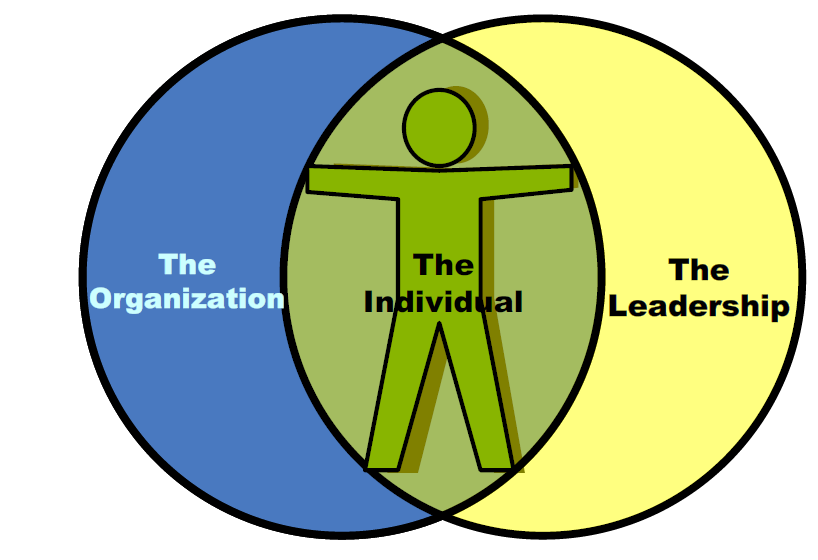 The
Organization
The
Individual
The
Leadership